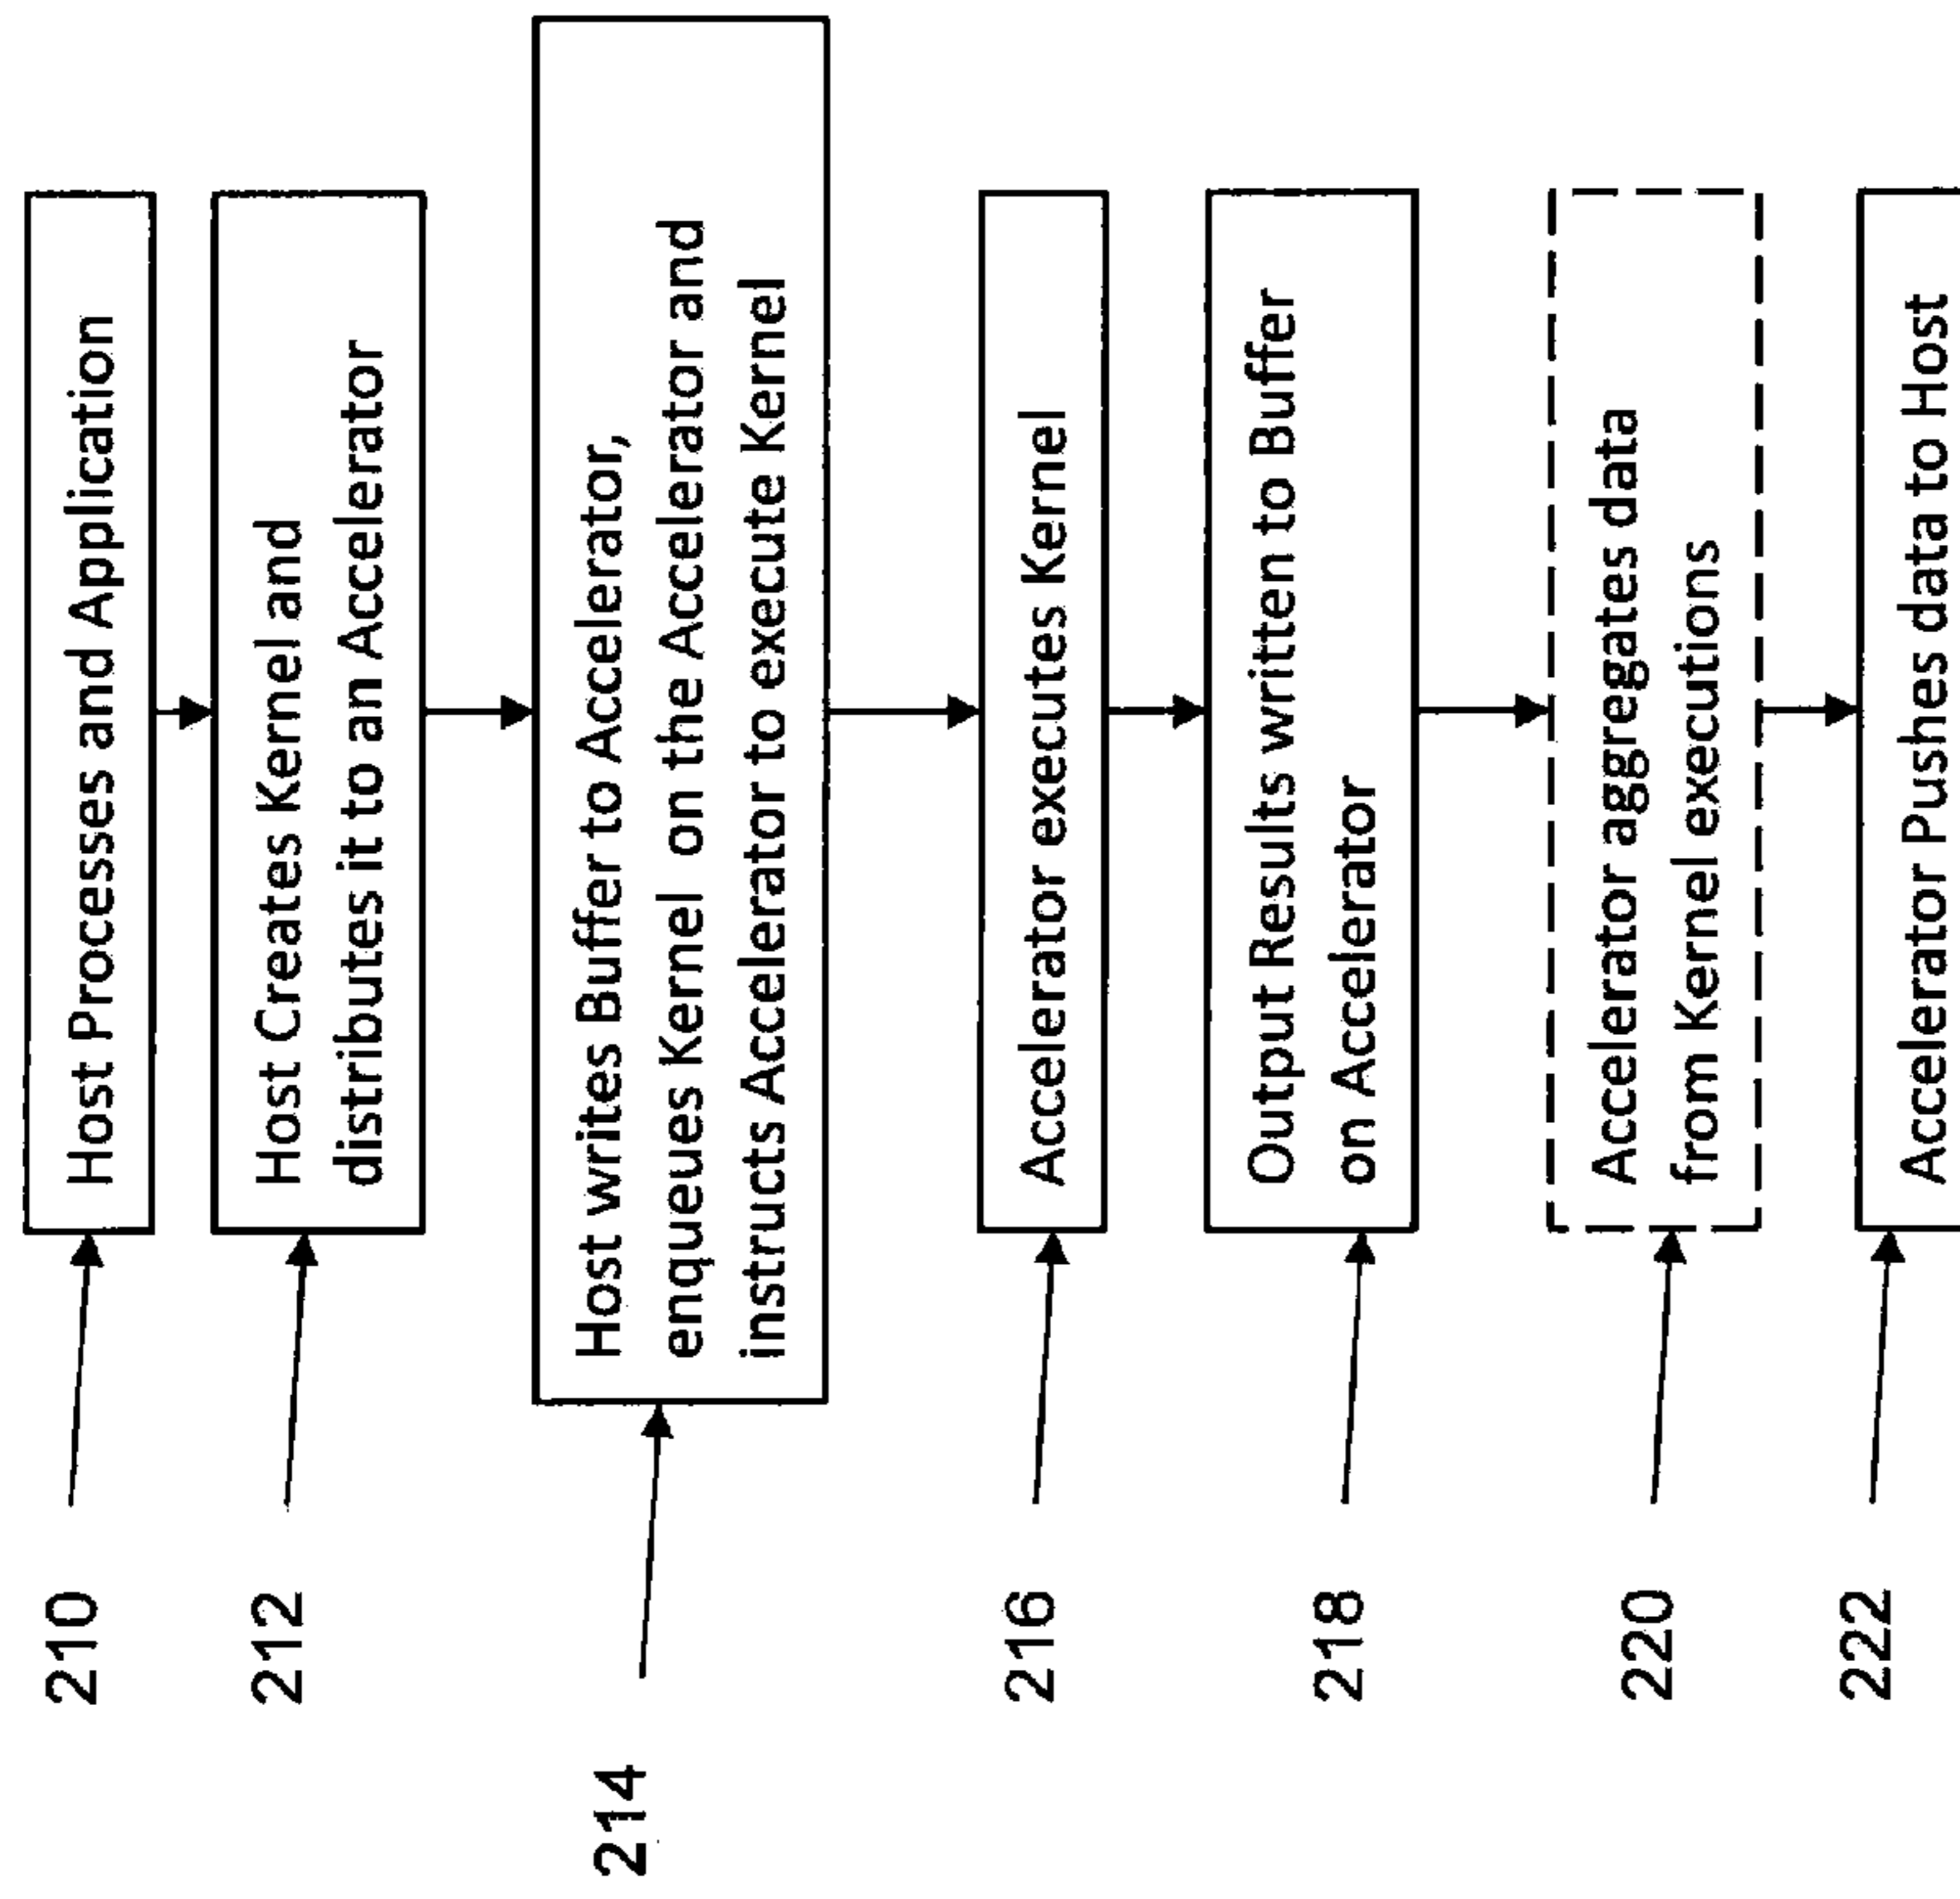 210
Host Processes and Application
212
Host Creates Kernel and
distributes it to an Accelerator
214
Host writes Buffer to Accelerator,
enqueues Kernel on the Accelerator and
instructs Accelerator to execute Kernel
216
Accelerator executes Kernel
218
Output Results written to Buffer
on Accelerator
220
Accelerator aggregates data
from Kernel executions
222
Accelerator Pushes data to Host